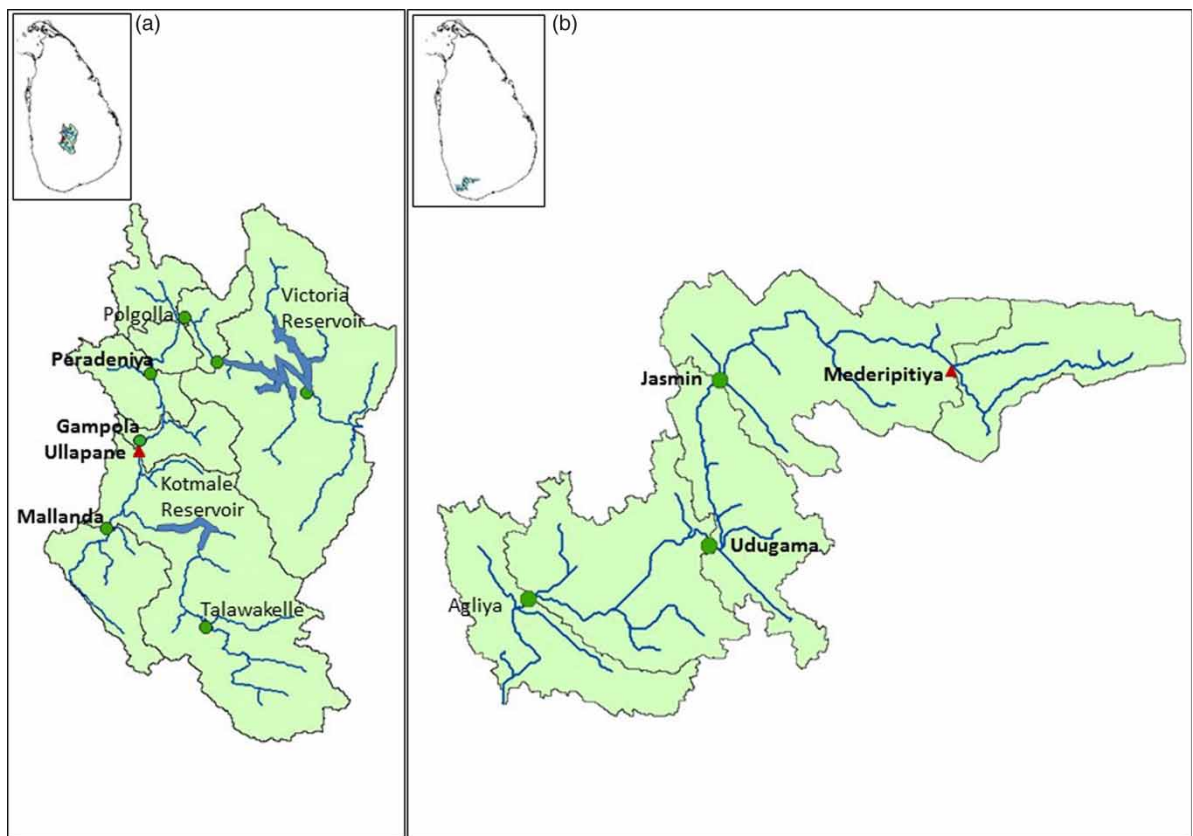 (a)
Victoria
Reservoir
Polgolla
Peradeniya
Gampola
Ullapane
Kotmale
Reservoir
Mallanda
Talawakelle
(b)
Jasmin
Mederipitiya
Udugama
Agliya